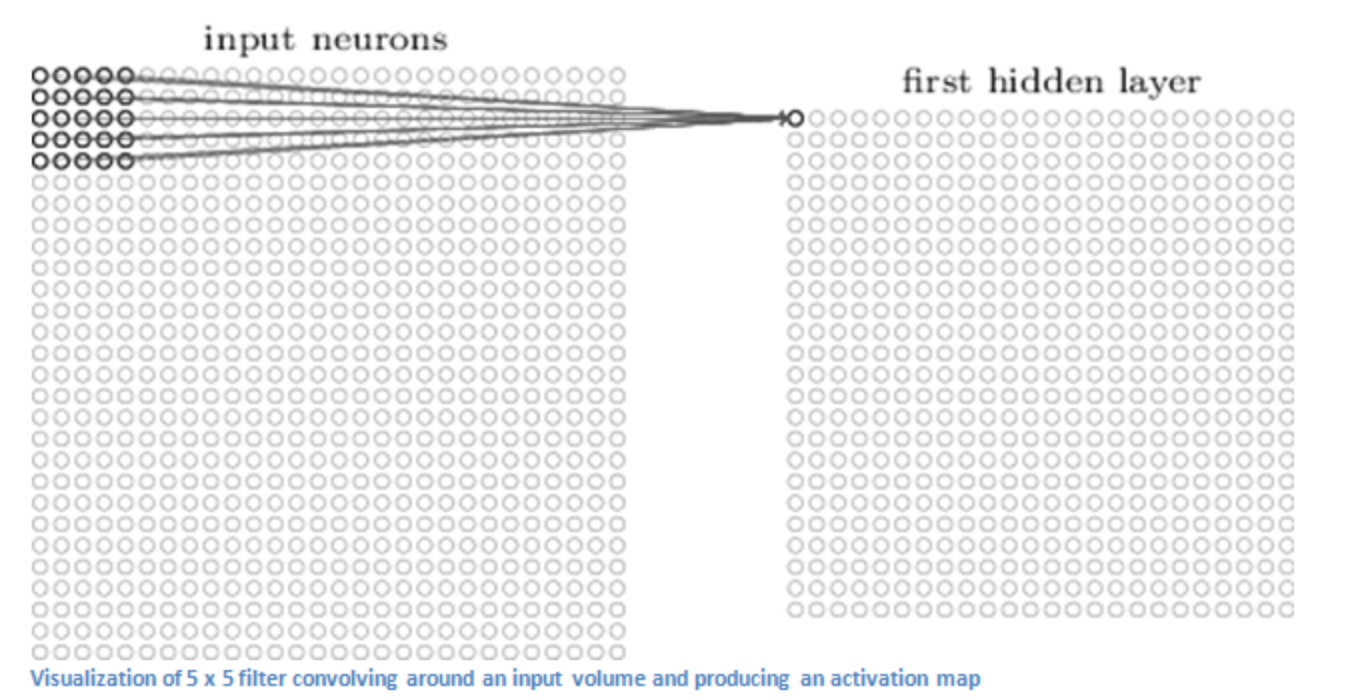 input neurons
first hidden layer
Visualization of 5 x 5 filter convolving around an input volume and producing an activation map